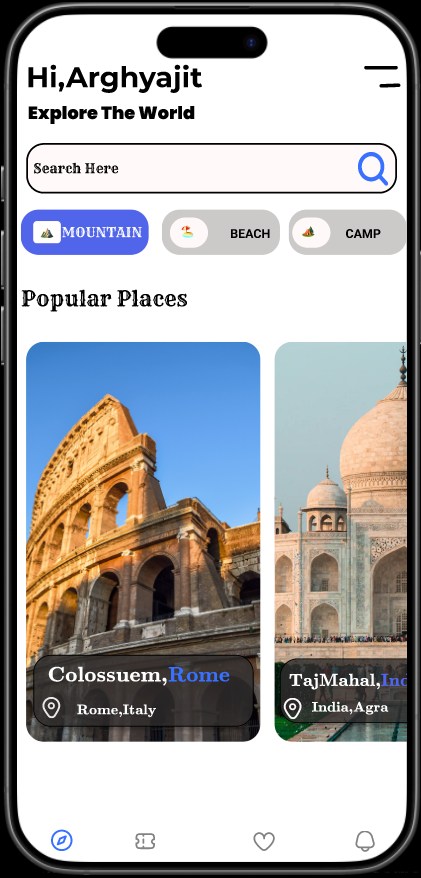 Hi,Arghyajit
Explore The World
Search Here
MOUNTAIN BEACH CAMP
Popular Places
Colossuem,Rome
Rome,Italy
TajMahal,Ind
India,Agra